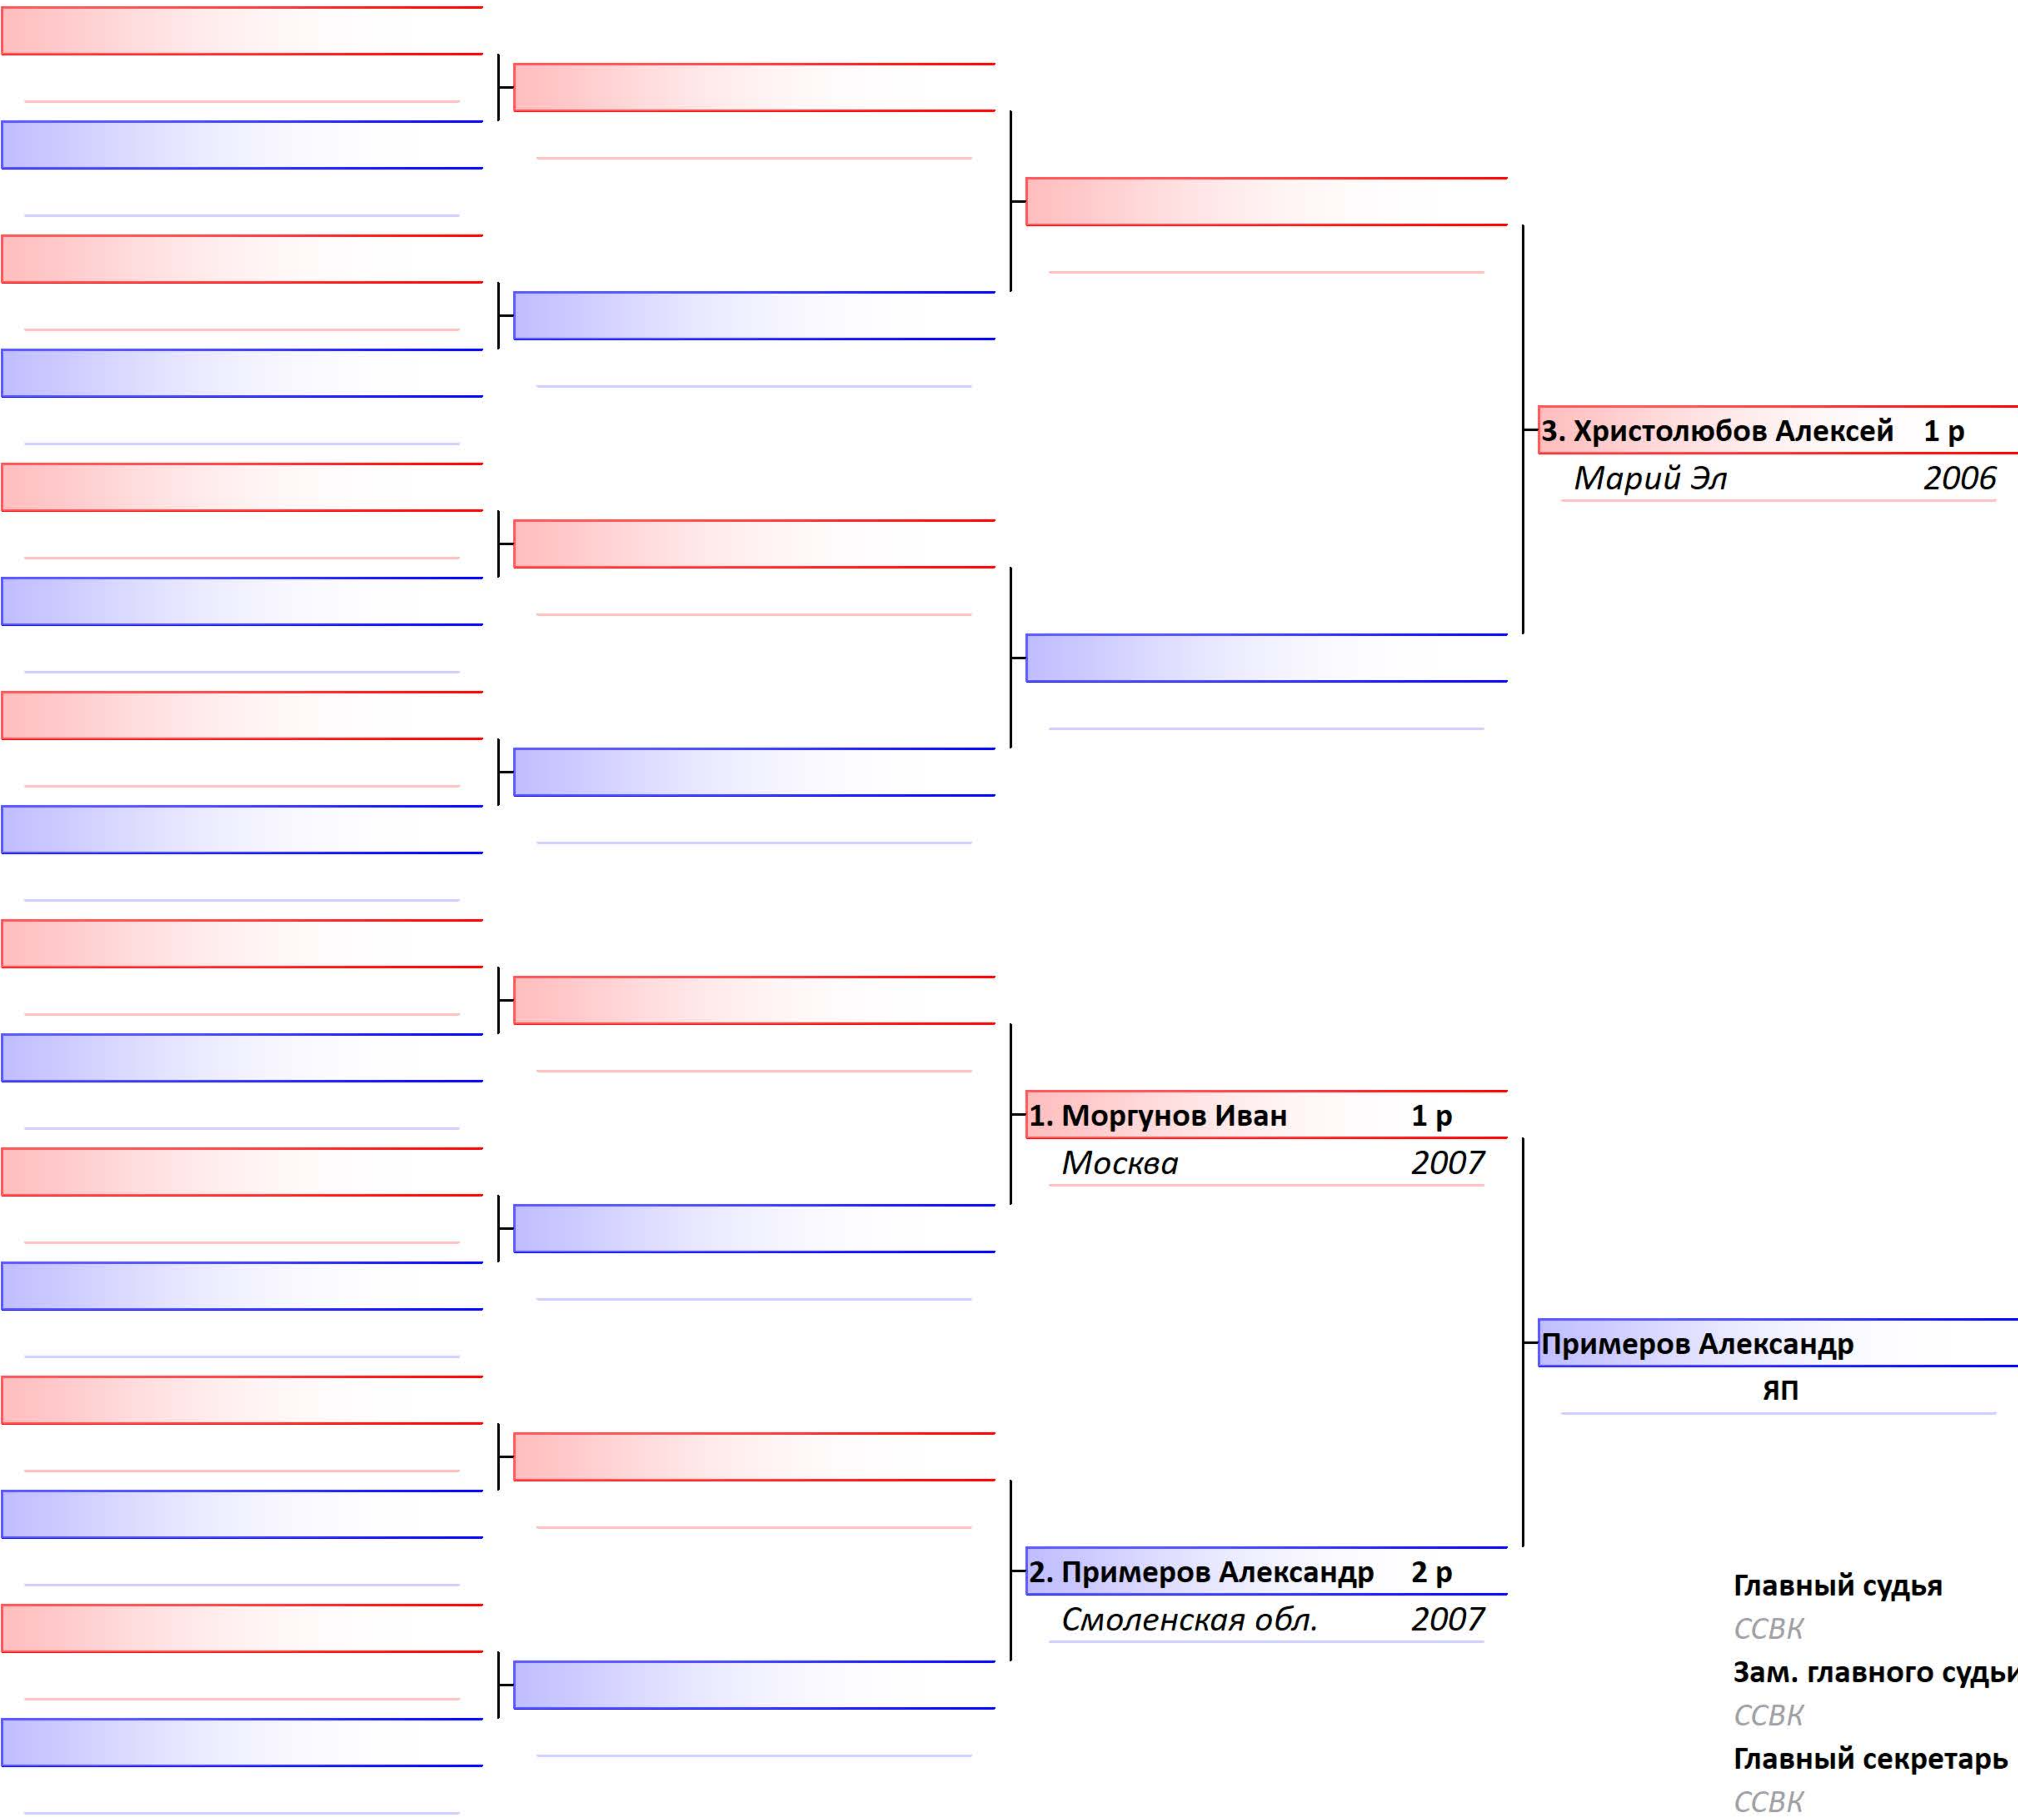 3. Христолюбов Алексей 1 р
Марий Эл 2006
1. Моргунов Иван 1 р
Москва 2007
Примеров Александр
ЯП
2. Примеров Александр 2 р
Смоленская обл. 2007
Главный судья
ССВК
Зам. главного судьи
ССВК
Главный секретарь
ССВК